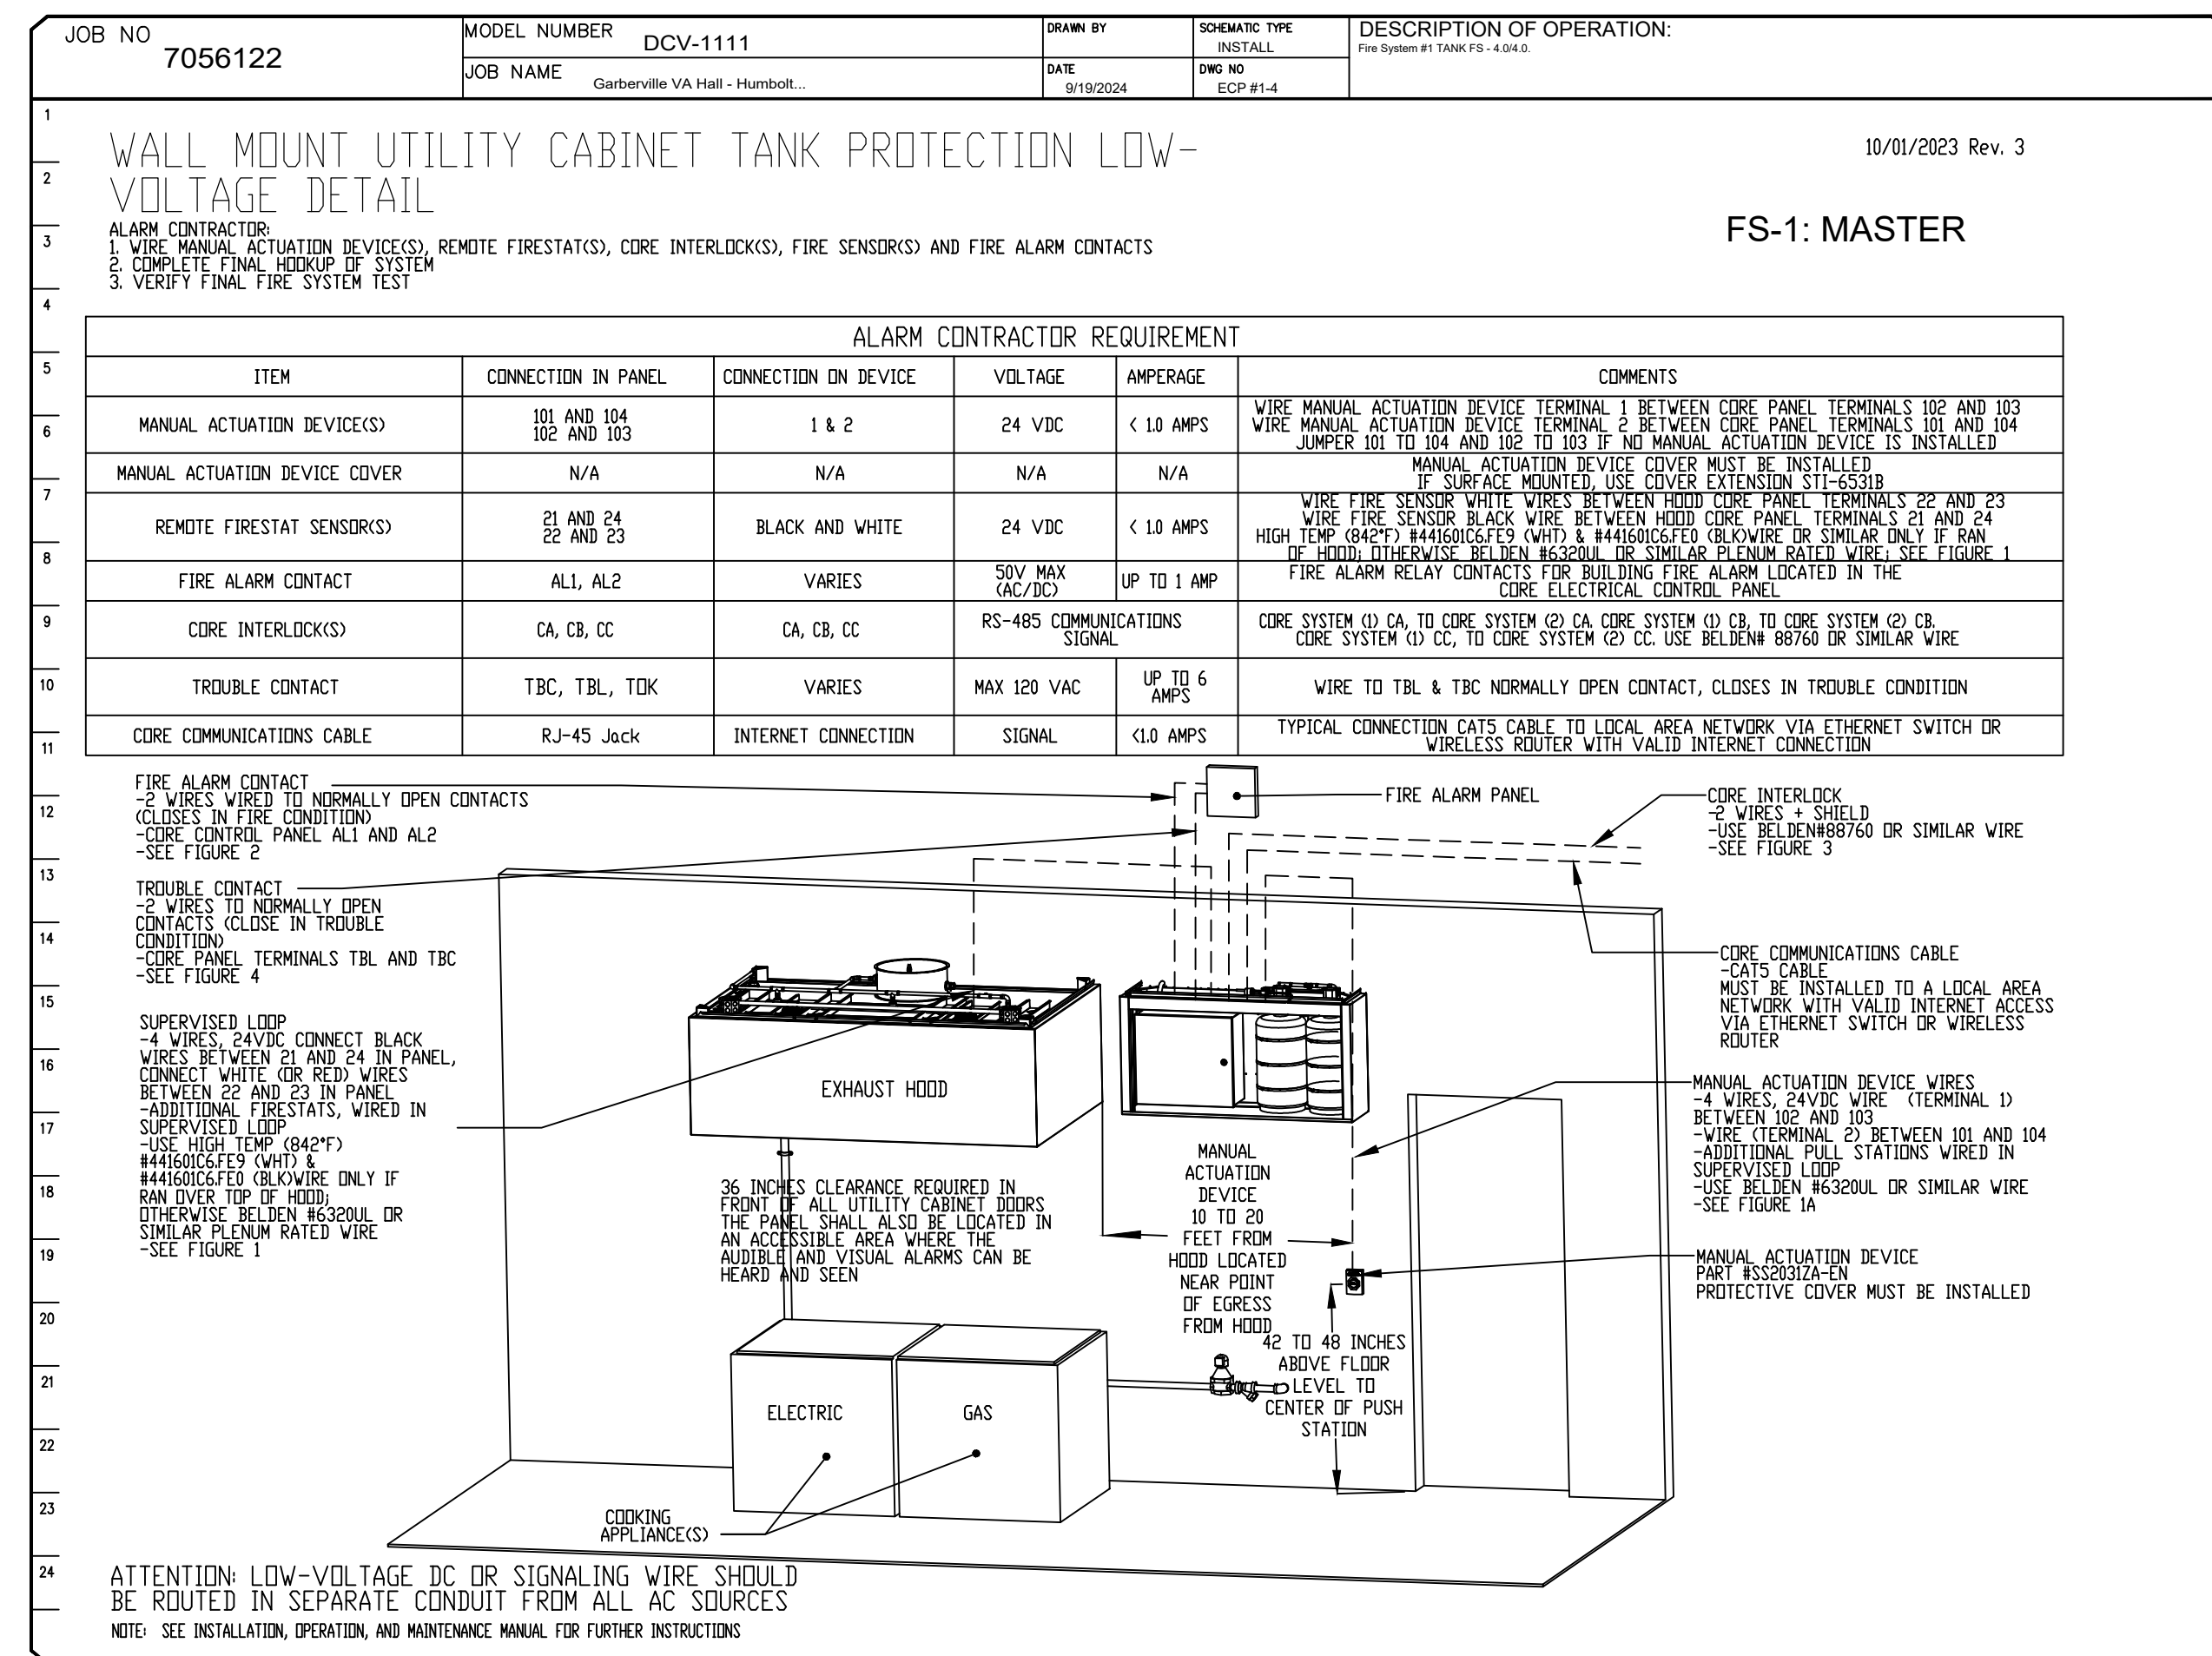 JOB NO
7056122
MODEL NUMBER
DCV-1111
JOB NAME
Garberville VA Hall - Humbolt...
DRAWN BY
DATE
9/19/2024
SCHEMATIC TYPE
INSTALL
DWG NO
ECP #1-4
DESCRIPTION OF OPERATION:
Fire System #1 TANK FS - 4.0/4.0.
1
2
3
4
5
6
7
8
9
10
11
12
13
14
15
16
17
18
19
20
21
22
23
24
WALL MOUNT UTILITY CABINET TANK PROTECTION LOW-
VOLTAGE DETAIL
10/01/2023 Rev. 3
FS-1: MASTER
ALARM CONTRACTOR:
1. WIRE MANUAL ACTUATION DEVICE(S), REMOTE FIRESTAT(S), CORE INTERLOCK(S), FIRE SENSOR(S) AND FIRE ALARM CONTACTS
2. COMPLETE FINAL HOOKUP OF SYSTEM
3. VERIFY FINAL FIRE SYSTEM TEST
ALARM CONTRACTOR REQUIREMENT
ITEM
CONNECTION IN PANEL
CONNECTION ON DEVICE
VOLTAGE
AMPERAGE
COMMENTS
MANUAL ACTUATION DEVICE(S)
101 AND 104
102 AND 103
1 & 2
24 VDC
< 1.0 AMPS
WIRE MANUAL ACTUATION DEVICE TERMINAL 1 BETWEEN CORE PANEL TERMINALS 102 AND 103
WIRE MANUAL ACTUATION DEVICE TERMINAL 2 BETWEEN CORE PANEL TERMINALS 101 AND 104
JUMPER 101 TO 104 AND 102 TO 103 IF NO MANUAL ACTUATION DEVICE IS INSTALLED
MANUAL ACTUATION DEVICE COVER
N/A
N/A
N/A
N/A
MANUAL ACTUATION DEVICE COVER MUST BE INSTALLED
IF SURFACE MOUNTED, USE COVER EXTENSION STI-6531B
REMOTE FIRESTAT SENSOR(S)
21 AND 24
22 AND 23
BLACK AND WHITE
24 VDC
< 1.0 AMPS
WIRE FIRE SENSOR WHITE WIRES BETWEEN HOOD CORE PANEL TERMINALS 22 AND 23
WIRE FIRE SENSOR BLACK WIRE BETWEEN HOOD CORE PANEL TERMINALS 21 AND 24
HIGH TEMP (842°F) #441601C6.FE9 (WHT) & #441601C6.FE0 (BLK)WIRE OR SIMILAR ONLY IF RAN
OF HOOD; OTHERWISE BELDEN #6320UL OR SIMILAR PLENUM RATED WIRE; SEE FIGURE 1
FIRE ALARM CONTACT
AL1, AL2
VARIES
50V MAX
(AC/DC)
UP TO 1 AMP
FIRE ALARM RELAY CONTACTS FOR BUILDING FIRE ALARM LOCATED IN THE
CORE ELECTRICAL CONTROL PANEL
CORE INTERLOCK(S)
CA, CB, CC
CA, CB, CC
RS-485 COMMUNICATIONS
SIGNAL
CORE SYSTEM (1) CA, TO CORE SYSTEM (2) CA. CORE SYSTEM (1) CB, TO CORE SYSTEM (2) CB.
CORE SYSTEM (1) CC, TO CORE SYSTEM (2) CC. USE BELDEN# 88760 OR SIMILAR WIRE
TROUBLE CONTACT
TBC, TBL, TOK
VARIES
MAX 120 VAC
UP TO 6
AMPS
WIRE TO TBL & TBC NORMALLY OPEN CONTACT, CLOSES IN TROUBLE CONDITION
CORE COMMUNICATIONS CABLE
RJ-45 Jack
INTERNET CONNECTION
SIGNAL
<1.0 AMPS
TYPICAL CONNECTION CAT5 CABLE TO LOCAL AREA NETWORK VIA ETHERNET SWITCH OR
WIRELESS ROUTER WITH VALID INTERNET CONNECTION
FIRE ALARM CONTACT
-2 WIRES WIRED TO NORMALLY OPEN CONTACTS
(CLOSES IN FIRE CONDITION)
-CORE CONTROL PANEL AL1 AND AL2
-SEE FIGURE 2
TROUBLE CONTACT
-2 WIRES TO NORMALLY OPEN
CONTACTS (CLOSE IN TROUBLE
CONDITION)
-CORE PANEL TERMINALS TBL AND TBC
-SEE FIGURE 4
SUPERVISED LOOP
-4 WIRES, 24VDC CONNECT BLACK
WIRES BETWEEN 21 AND 24 IN PANEL,
CONNECT WHITE (OR RED) WIRES
BETWEEN 22 AND 23 IN PANEL
-ADDITIONAL FIRESTATS, WIRED IN
SUPERVISED LOOP
-USE HIGH TEMP (842°F)
#441601C6.FE9 (WHT) &
#441601C6.FE0 (BLK)WIRE ONLY IF
RAN OVER TOP OF HOOD;
OTHERWISE BELDEN #6320UL OR
SIMILAR PLENUM RATED WIRE
-SEE FIGURE 1
FIRE ALARM PANEL
CORE INTERLOCK
-2 WIRES + SHIELD
-USE BELDEN#88760 OR SIMILAR WIRE
-SEE FIGURE 3
CORE COMMUNICATIONS CABLE
-CAT5 CABLE
MUST BE INSTALLED TO A LOCAL AREA
NETWORK WITH VALID INTERNET ACCESS
VIA ETHERNET SWITCH OR WIRELESS
ROUTER
MANUAL ACTUATION DEVICE WIRES
-4 WIRES, 24VDC WIRE (TERMINAL 1)
BETWEEN 102 AND 103
-WIRE (TERMINAL 2) BETWEEN 101 AND 104
-ADDITIONAL PULL STATIONS WIRED IN
SUPERVISED LOOP
-USE BELDEN #6320UL OR SIMILAR WIRE
-SEE FIGURE 1A
MANUAL ACTUATION DEVICE
PART #SS2031ZA-EN
PROTECTIVE COVER MUST BE INSTALLED
EXHAUST HOOD
36 INCHES CLEARANCE REQUIRED IN
FRONT OF ALL UTILITY CABINET DOORS
THE PANEL SHALL ALSO BE LOCATED IN
AN ACCESSIBLE AREA WHERE THE
AUDIBLE AND VISUAL ALARMS CAN BE
HEARD AND SEEN
MANUAL
ACTUATION
DEVICE
10 TO 20
FEET FROM
HOOD LOCATED
NEAR POINT
OF EGRESS
FROM HOOD
42 TO 48 INCHES
ABOVE FLOOR
LEVEL TO
CENTER OF PUSH
STATION
ELECTRIC
GAS
COOKING
APPLIANCE(S)
ATTENTION: LOW-VOLTAGE DC OR SIGNALING WIRE SHOULD
BE ROUTED IN SEPARATE CONDUIT FROM ALL AC SOURCES
NOTE: SEE INSTALLATION, OPERATION, AND MAINTENANCE MANUAL FOR FURTHER INSTRUCTIONS